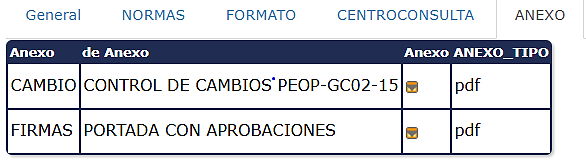 General NORMAS FORMATO CENTROCONSULTA ANEXO
Anexo de Anexo Anexo ANEXO_TIPO
CAMBIO CONTROL DE CAMBIOS PEOP-GC02-15 pdf
FIRMAS PORTADA CON APROBACIONES pdf